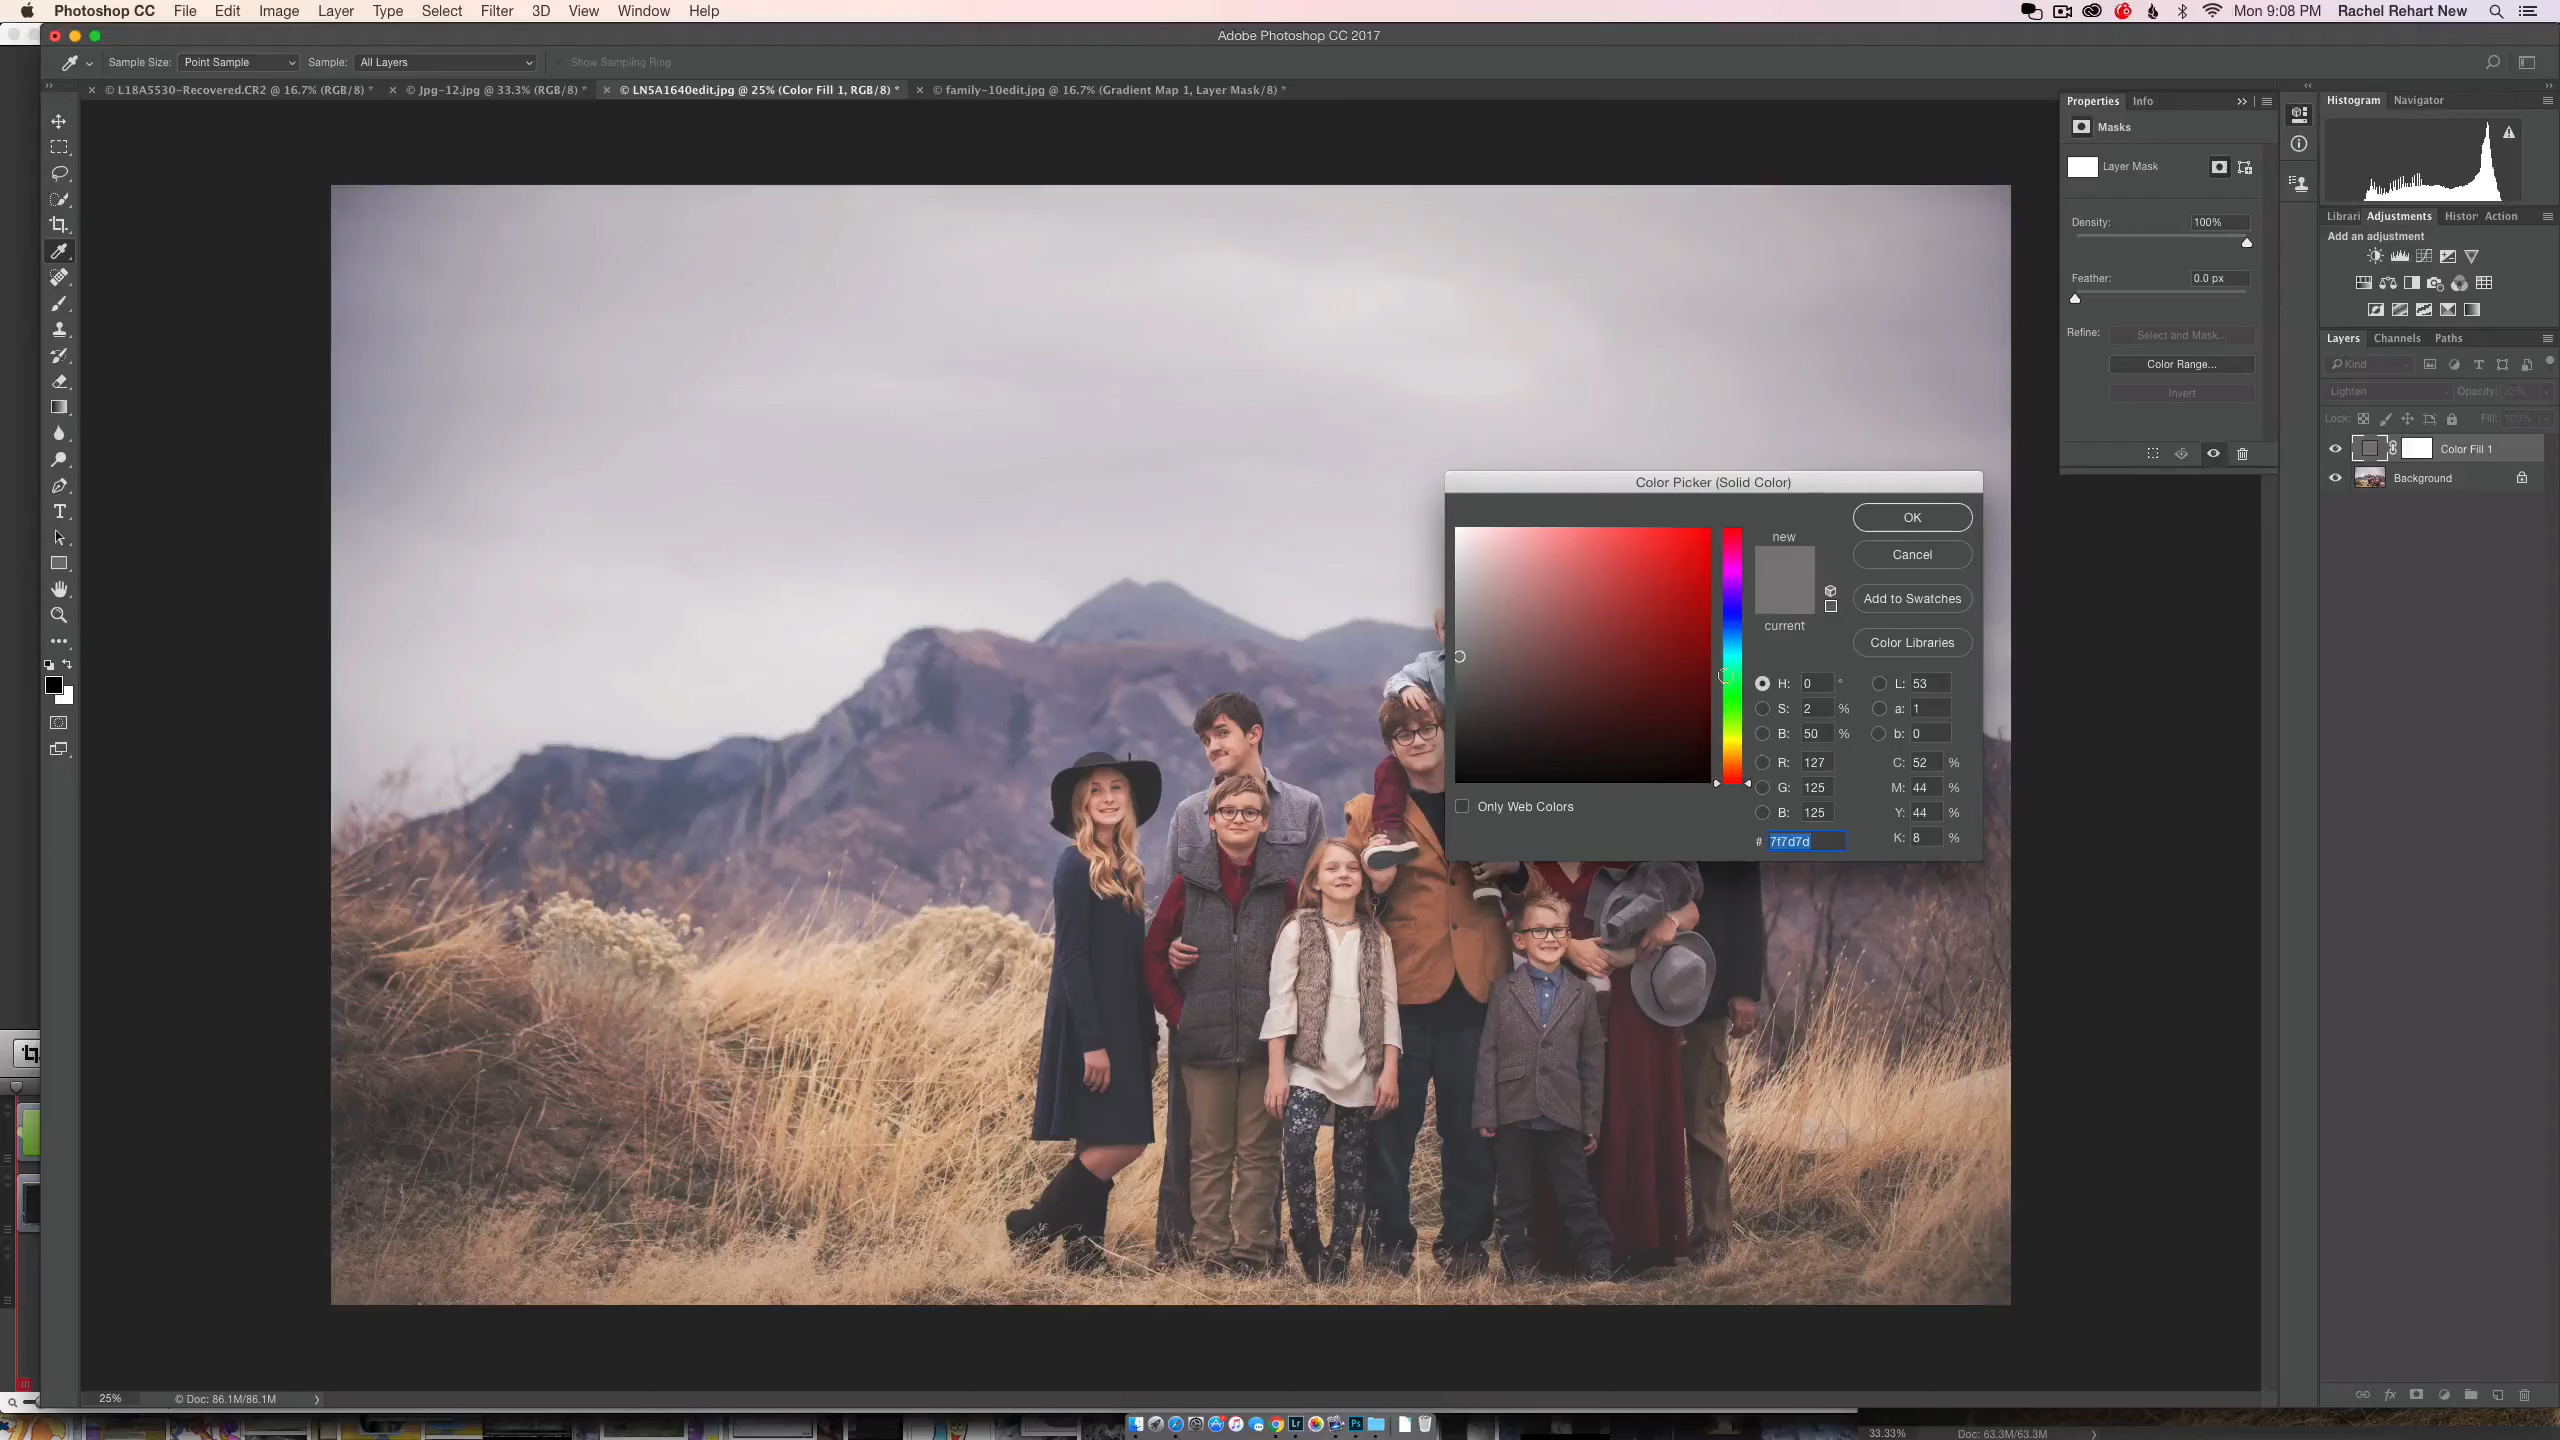 Photoshop CC File Edit Image Layer Type Select Filter 3D View Window Help Mon 9:08 PM Rachel Rehart New
Adobe Photoshop CC 2017
Sample Size: Point Sample Sample: All Layers Show Sampling Ring
© L18A5530-Recovered.CR2 @ 16.7% (RGB/8) * © Jpg-12.jpg @ 33.3% (RGB/8) * © LN5A1640edit.jpg @ 25% (Color Fill 1, RGB/8) * © family-10edit.jpg @ 16.7% (Gradient Map 1, Layer Mask/8) *
Properties Info
Masks
Layer Mask
Density: 100%
Feather: 0.0 px
Refine: Select and Mask...
Color Range...
Invert
Histogram Navigator
Librari Adjustments Histor Action
Add an adjustment
Layers Channels Paths
Kind
Lighten Opacity: 22%
Lock: Fill: 100%
Color Fill 1
Background
Color Picker (Solid Color)
new
current
OK
Cancel
Add to Swatches
Color Libraries
H: 0 ° L: 53
S: 2 % a: 1
B: 50 % b: 0
R: 127 C: 52 %
G: 125 M: 44 %
B: 125 Y: 44 %
# 7f7d7d K: 8 %
Only Web Colors
25% © Doc: 86.1M/86.1M
Lr Ps
33.33% Doc: 63.3M/63.3M